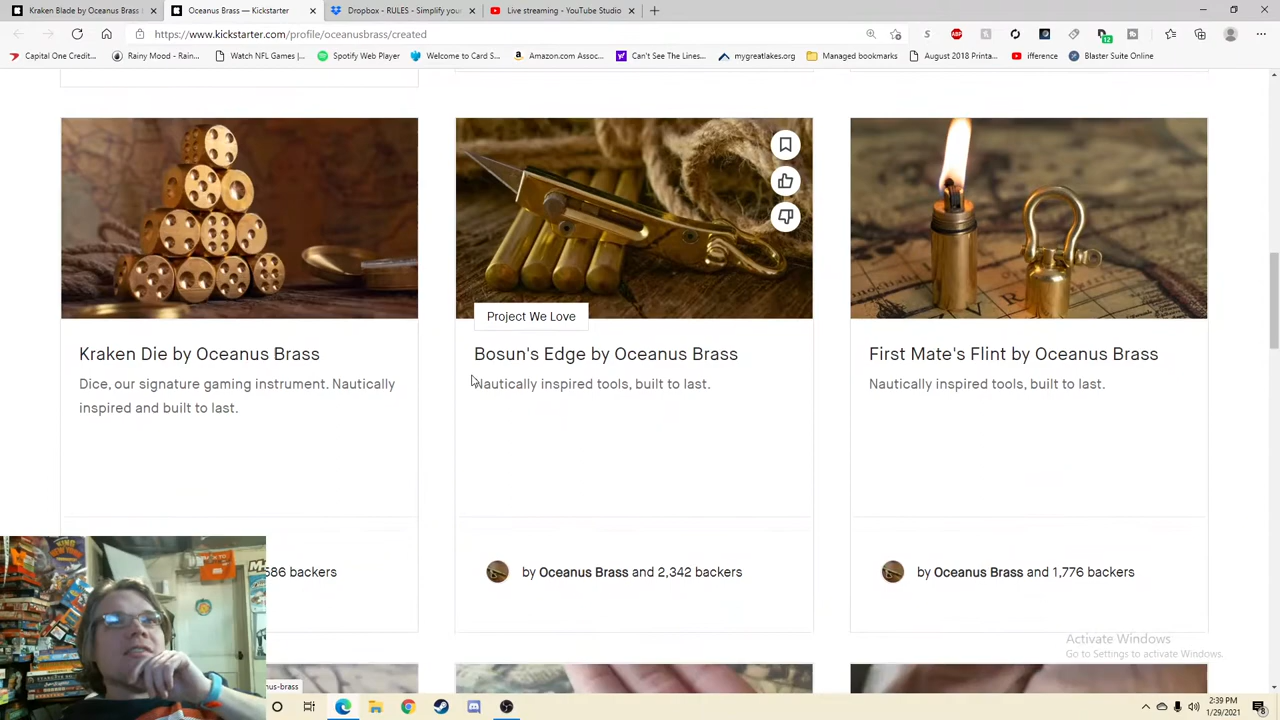 Kraken Blade by Oceanus Brass
Oceanus Brass — Kickstarter
Dropbox - RULES - Simplify your
Live streaming - YouTube Studio
https://www.kickstarter.com/profile/oceanusbrass/created
ABP
12
Capital One Credit...
Rainy Mood - Rain...
Watch NFL Games |...
Spotify Web Player
Welcome to Card S...
Amazon.com Assoc...
Can't See The Lines...
mygreatlakes.org
Managed bookmarks
August 2018 Printa...
ifference
Blaster Suite Online
Project We Love
Kraken Die by Oceanus Brass
Dice, our signature gaming instrument. Nautically
inspired and built to last.
Bosun's Edge by Oceanus Brass
Nautically inspired tools, built to last.
First Mate's Flint by Oceanus Brass
Nautically inspired tools, built to last.
586 backers
by Oceanus Brass and 2,342 backers
by Oceanus Brass and 1,776 backers
Activate Windows
Go to Settings to activate Windows.
nus-brass
2:39 PM
1/29/2021
8